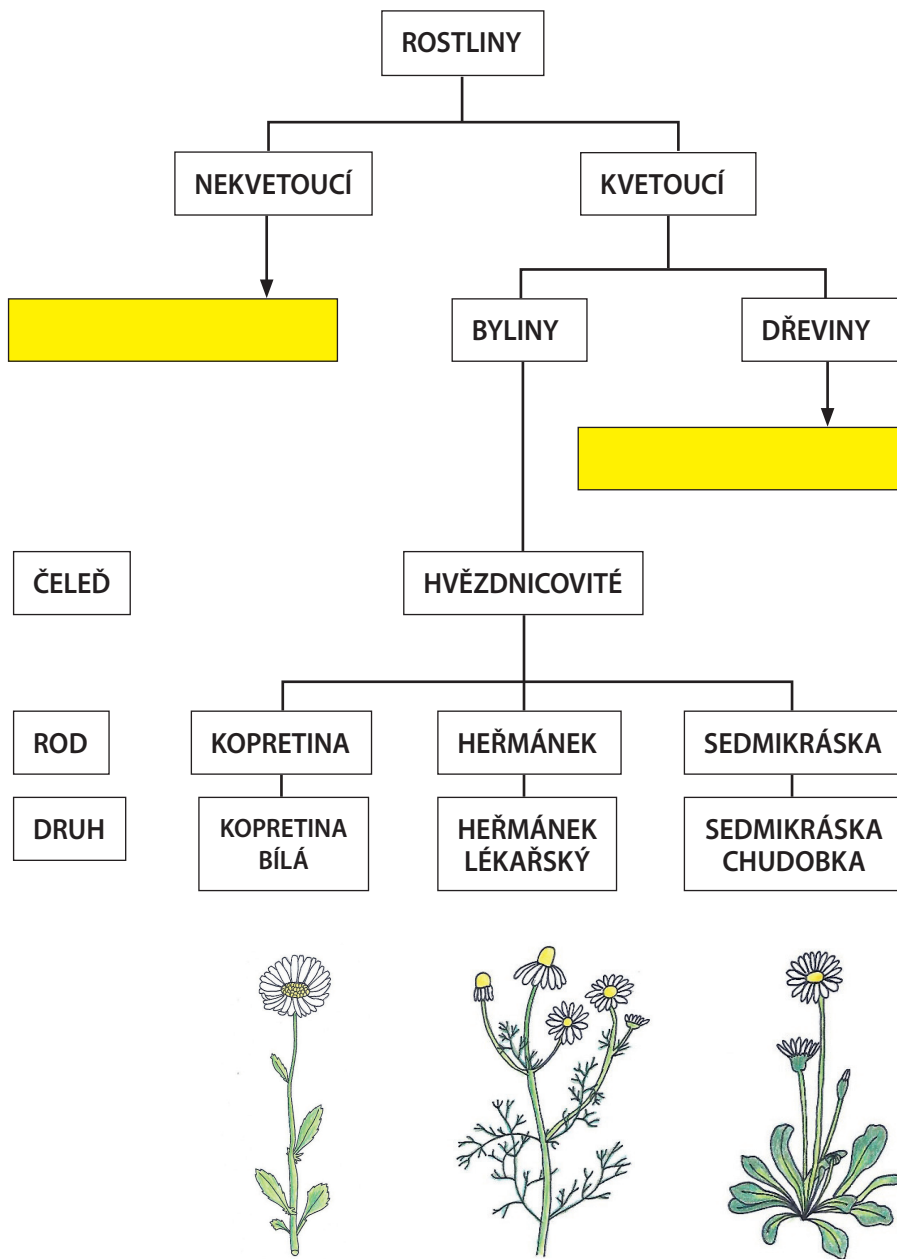 ROSTLINY
NEKVETOUCÍ
KVETOUCÍ
BYLINY
DŘEVINY
ČELEĎ
HVĚZDNICOVITÉ
ROD
KOPRETINA
HEŘMÁNEK
SEDMIKRÁSKA
DRUH
KOPRETINA
BÍLÁ
HEŘMÁNEK
LÉKAŘSKÝ
SEDMIKRÁSKA
CHUDOBKA